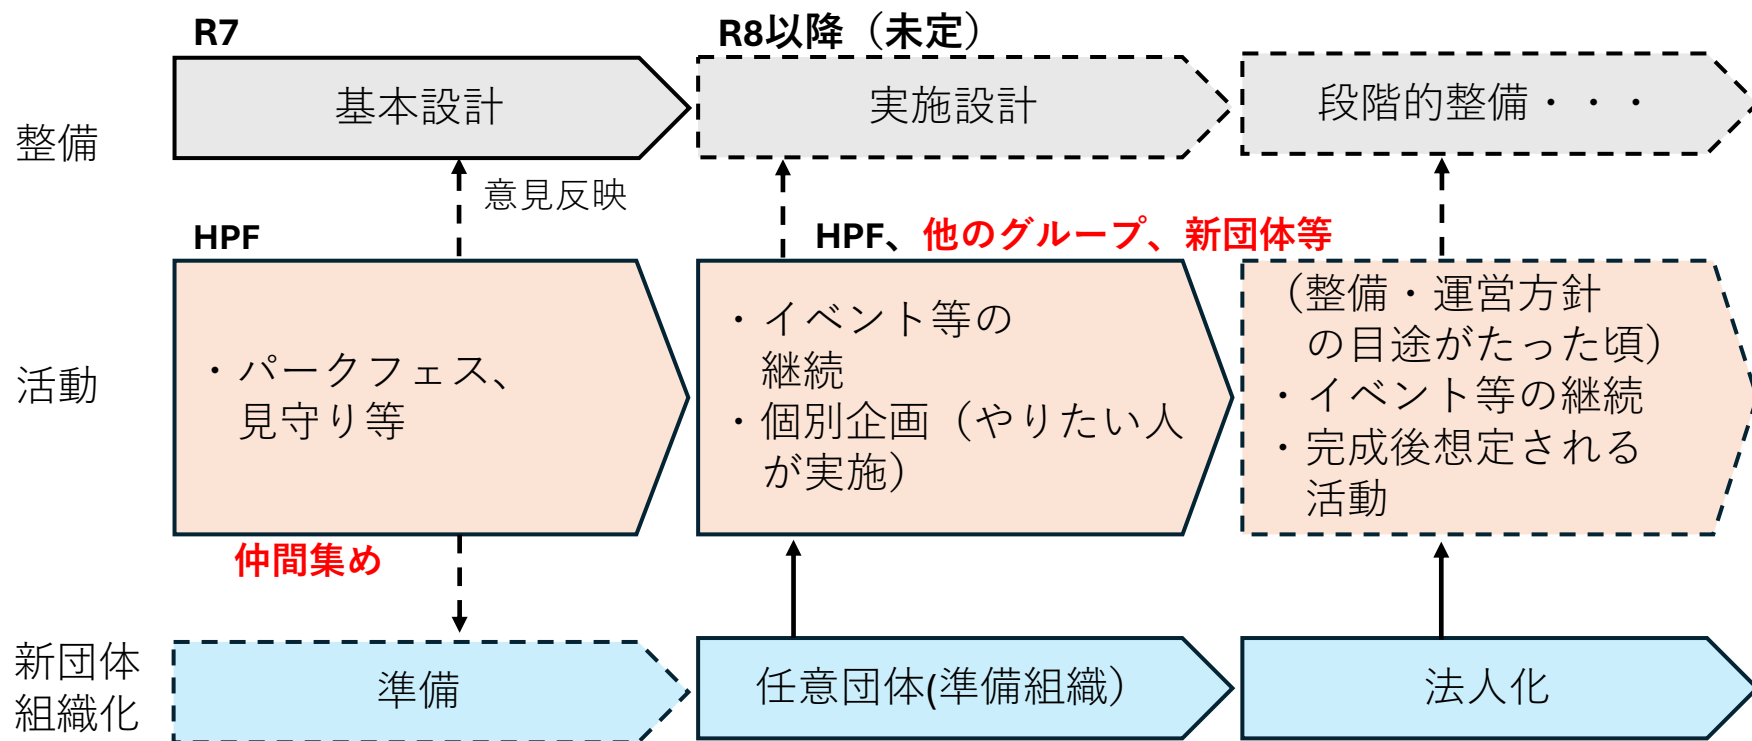 R7
R8以降（未定）
整備
基本設計
実施設計
段階的整備・・・
意見反映
HPF
HPF、他のグループ、新団体等
活動
・パークフェス、
見守り等
・イベント等の
継続
・個別企画（やりたい人
が実施）
（整備・運営方針
の目途がたった頃）
・イベント等の継続
・完成後想定される
活動
仲間集め
新団体
組織化
準備
任意団体(準備組織）
法人化